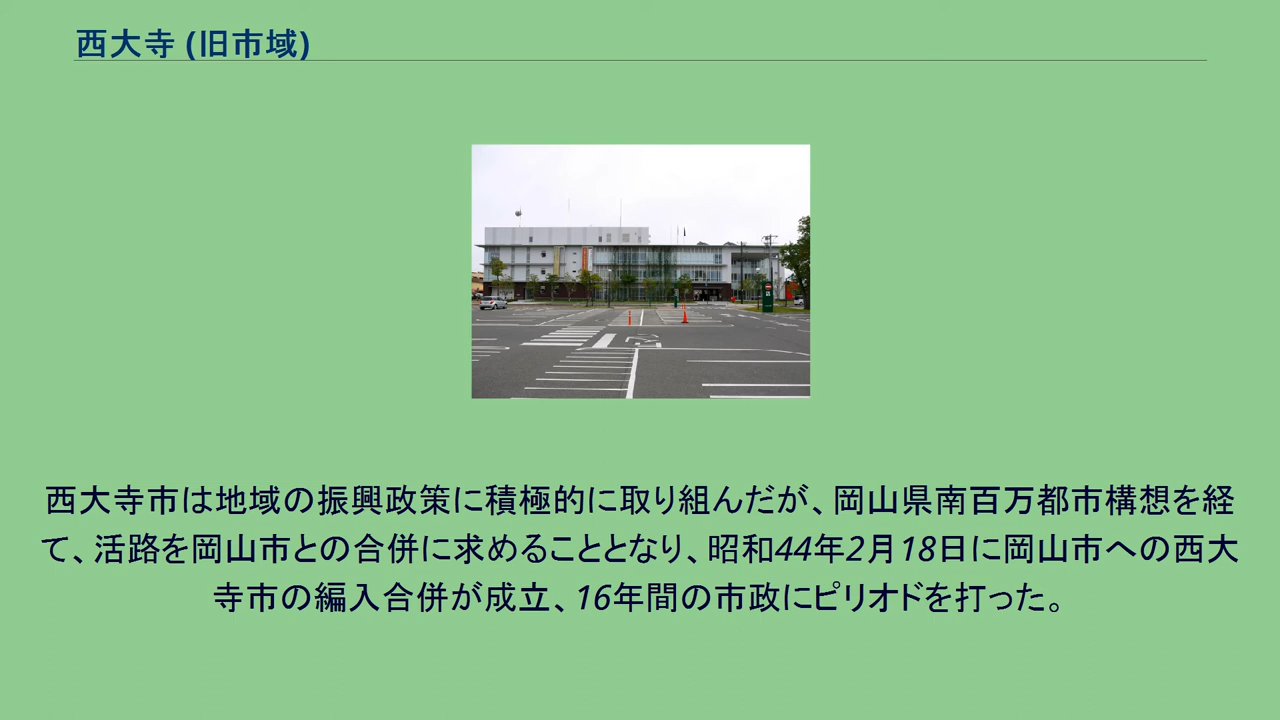 西大寺 (旧市域)
西大寺市は地域の振興政策に積極的に取り組んだが、岡山県南百万都市構想を経
て、活路を岡山市との合併に求めることとなり、昭和44年2月18日に岡山市への西大
寺市の編入合併が成立、16年間の市政にピリオドを打った。